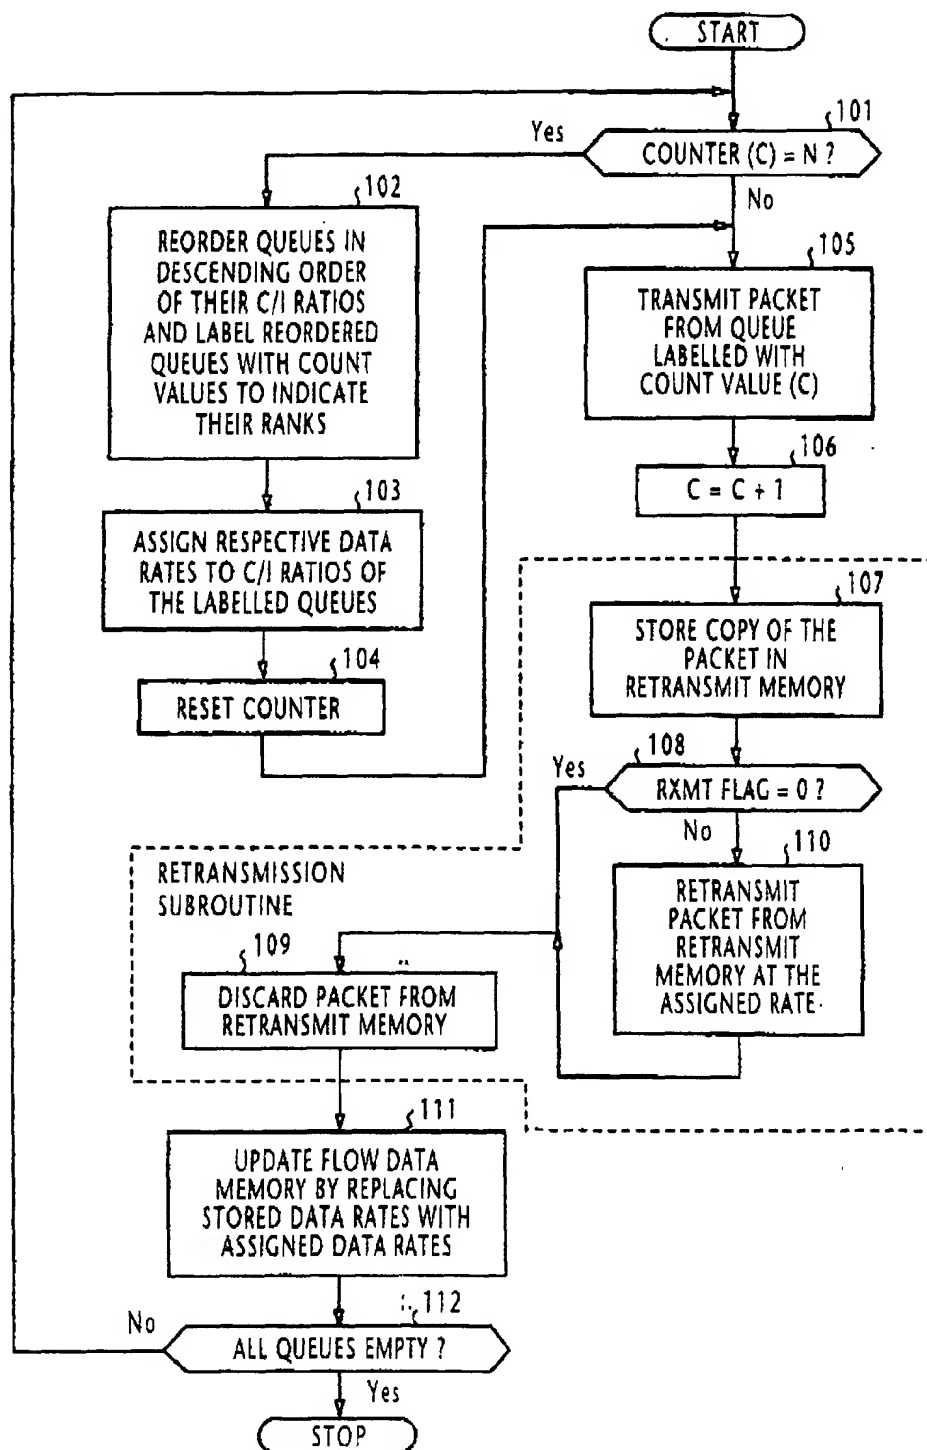 START
101
COUNTER (C) = N ?
Yes
No
102
REORDER QUEUES IN
DESCENDING ORDER
OF THEIR C/I RATIOS
AND LABEL REORDERED
QUEUES WITH COUNT
VALUES TO INDICATE
THEIR RANKS
103
ASSIGN RESPECTIVE DATA
RATES TO C/I RATIOS OF
THE LABELLED QUEUES
104
RESET COUNTER
105
TRANSMIT PACKET
FROM QUEUE
LABELLED WITH
COUNT VALUE (C)
106
C = C + 1
107
STORE COPY OF THE
PACKET IN
RETRANSMIT MEMORY
108
Yes
RXMT FLAG = 0 ?
No
110
RETRANSMIT
PACKET FROM
RETRANSMIT
MEMORY AT THE
ASSIGNED RATE
RETRANSMISSION
SUBROUTINE
109
DISCARD PACKET FROM
RETRANSMIT MEMORY
111
UPDATE FLOW DATA
MEMORY BY REPLACING
STORED DATA RATES WITH
ASSIGNED DATA RATES
112
No
ALL QUEUES EMPTY ?
Yes
STOP